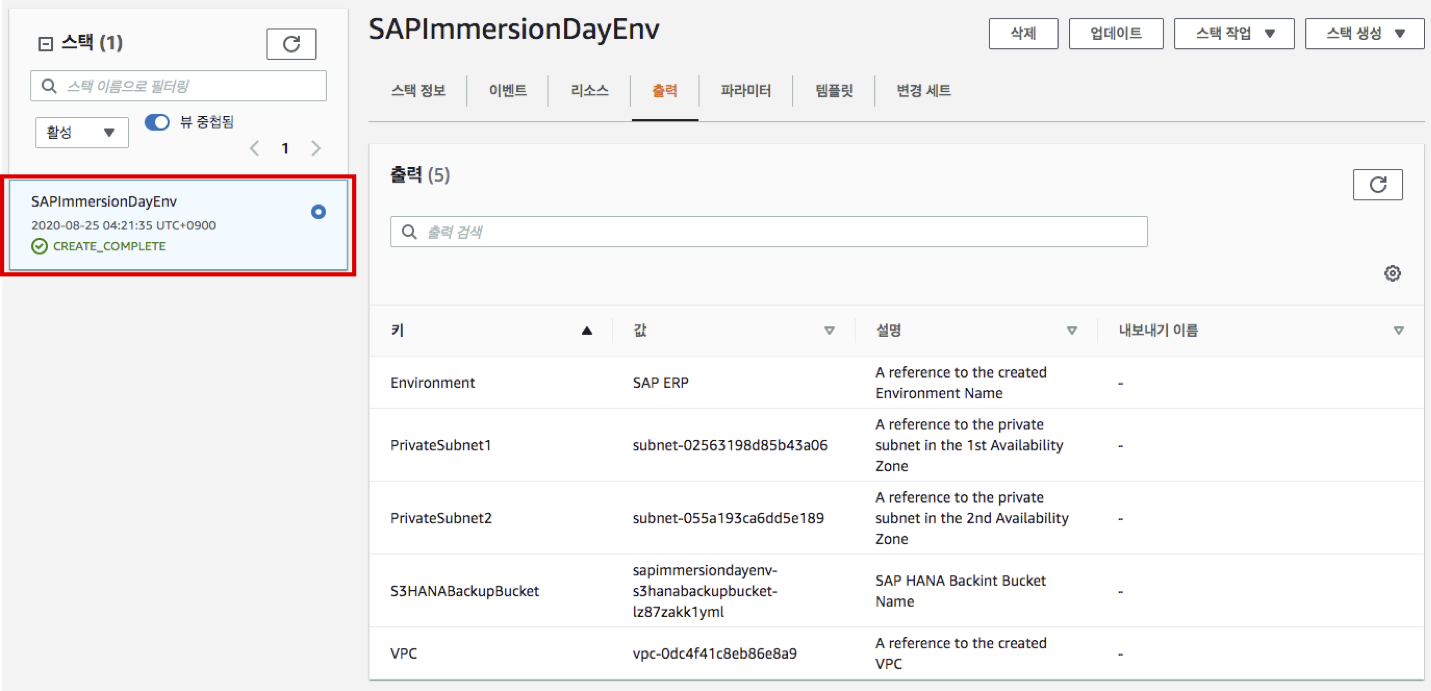 스택 (1)
스택 이름으로 필터링
활성
뷰 중첩됨
1
SAPImmersionDayEnv
2020-08-25 04:21:35 UTC+0900
CREATE_COMPLETE
SAPImmersionDayEnv
삭제
업데이트
스택 작업
스택 생성
스택 정보
이벤트
리소스
출력
파라미터
템플릿
변경 세트
출력 (5)
출력 검색
키
값
설명
내보내기 이름
Environment
SAP ERP
A reference to the created
Environment Name
-
PrivateSubnet1
subnet-02563198d85b43a06
A reference to the private
subnet in the 1st Availability
Zone
-
PrivateSubnet2
subnet-055a193ca6dd5e189
A reference to the private
subnet in the 2nd Availability
Zone
-
S3HANABackupBucket
sapimmersiondayenv-
s3hanabackupbucket-
lz87zakk1yml
SAP HANA Backint Bucket
Name
-
VPC
vpc-0dc4f41c8eb86e8a9
A reference to the created
VPC
-